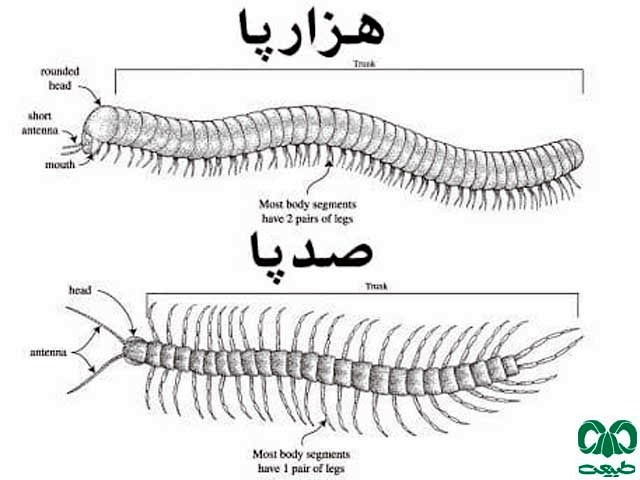 هزارپا
Trunk
rounded
head
short
antenna
mouth
Most body segments
have 2 pairs of legs
صدپا
Trunk
head
antenna
Most body segments
have 1 pair of legs
طبیعت